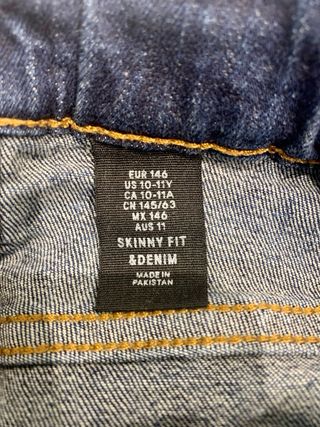 EUR 146
US 10-11Y
CA 10-11A
CN 145/63
MX 146
AUS 11
SKINNY FIT
&DENIM
MADE IN
PAKISTAN